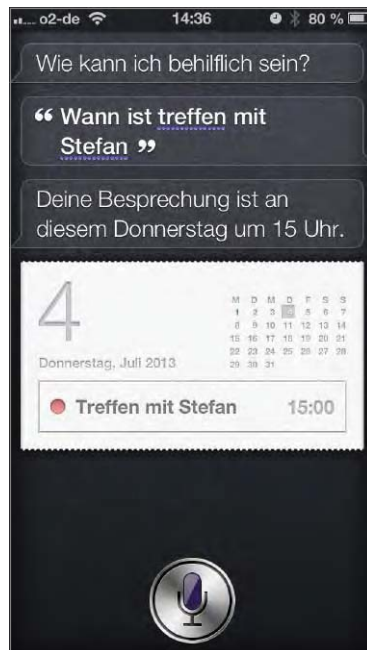 o2-de 14:36 80 %
Wie kann ich behilflich sein?
“ Wann ist treffen mit
Stefan ”
Deine Besprechung ist an
diesem Donnerstag um 15 Uhr.
4
Donnerstag, Juli 2013
M D M D F S S
1 2 3 4 5 6 7
8 9 10 11 12 13 14
15 16 17 18 19 20 21
22 23 24 25 26 27 28
29 30 31
Treffen mit Stefan 15:00